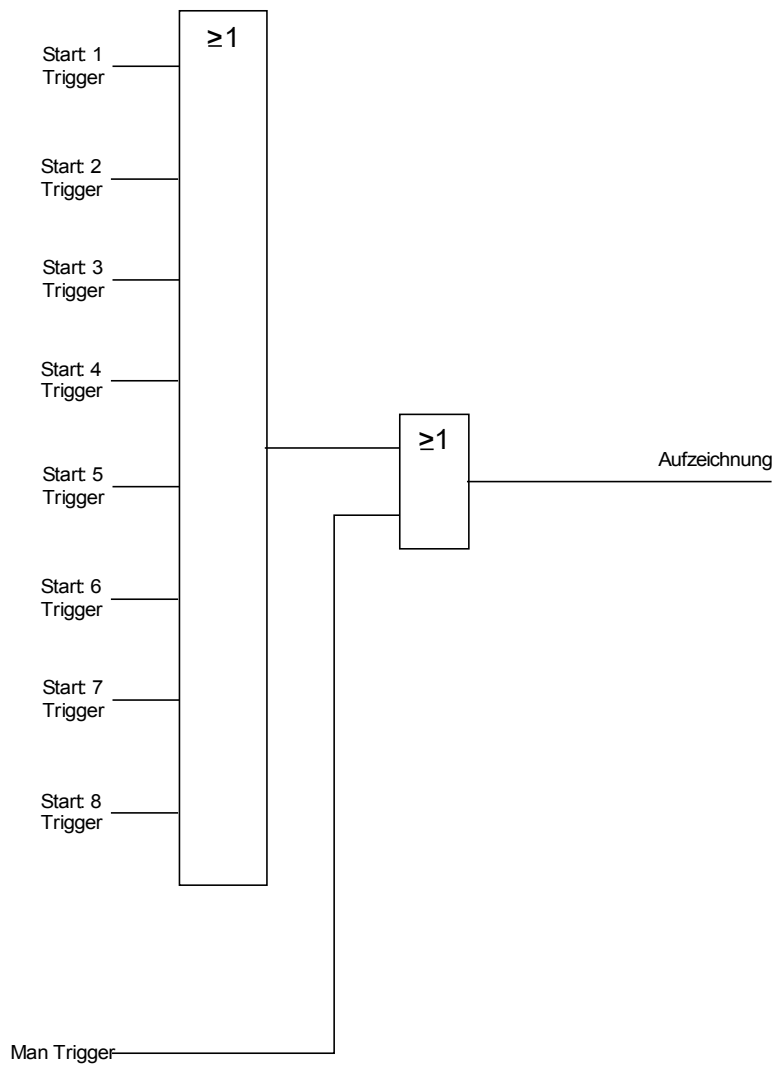 ≥1
Start: 1
Trigger
Start: 2
Trigger
Start: 3
Trigger
Start: 4
Trigger
≥1
Aufzeichnung
Start: 5
Trigger
Start: 6
Trigger
Start: 7
Trigger
Start: 8
Trigger
Man Trigger